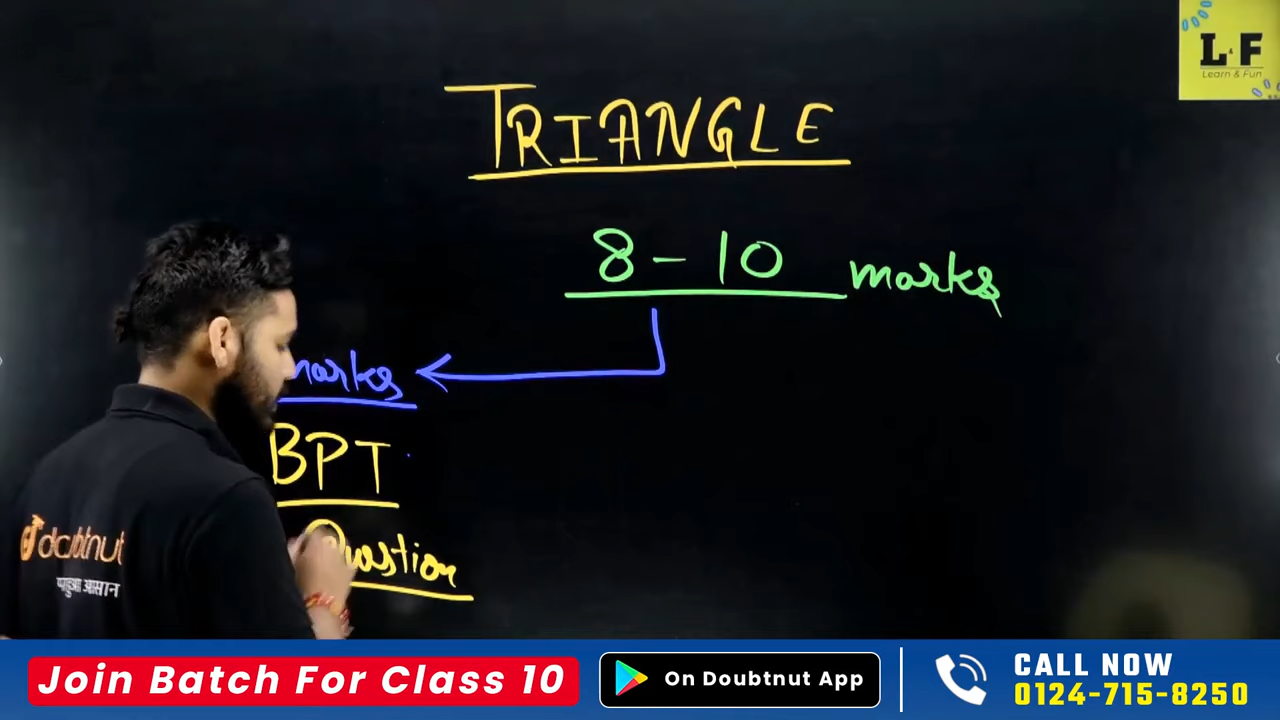 L&F
Learn & Fun
TRIANGLE
8-10 marks
marks
BPT
Question
doubtnut
Join Batch For Class 10
On Doubtnut App
CALL NOW
0124-715-8250